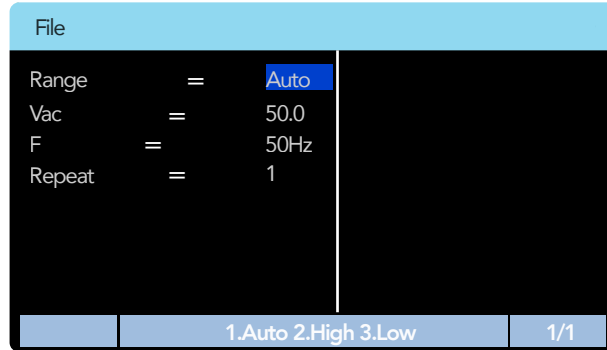 File
Range = Auto
Vac = 50.0
F = 50Hz
Repeat = 1
1.Auto 2.High 3.Low 1/1